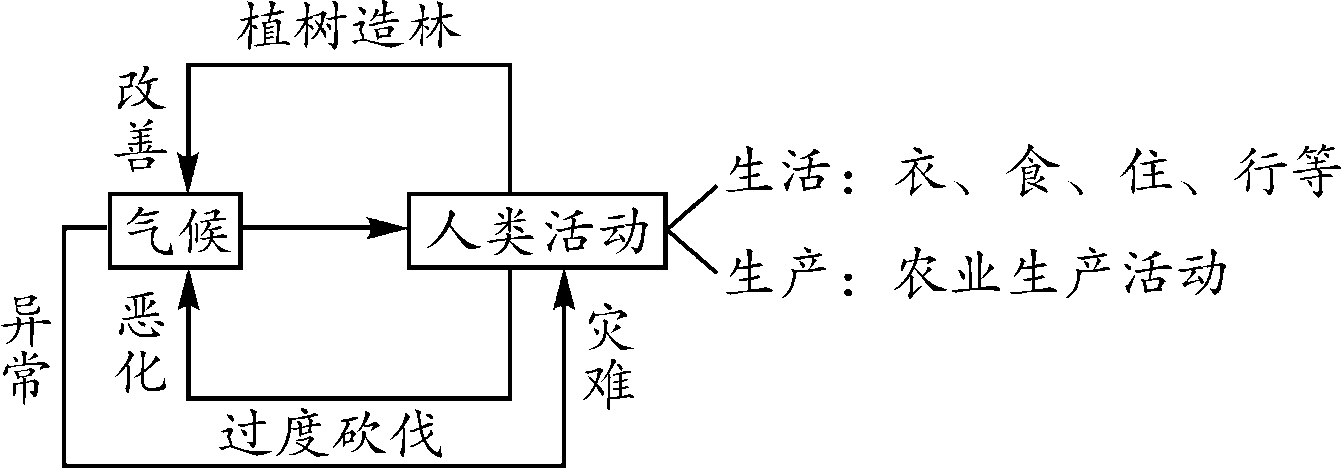 植树造林
改善
生活：衣、食、住、行等
气候
人类活动
生产：农业生产活动
异常
恶化
灾难
过度砍伐